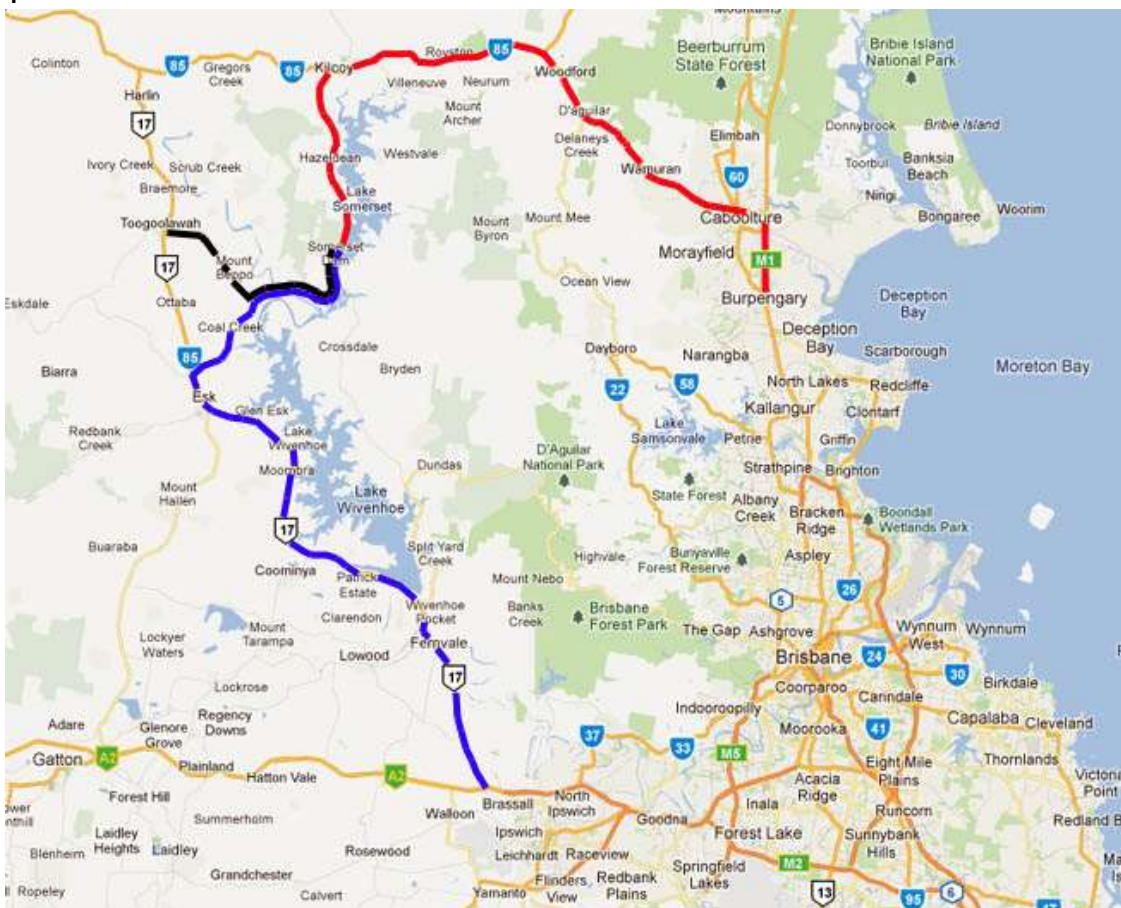 Mountains
Colinton
85
Gregors
Creek
85
Kilcoy
Royston
85
Woodford
Beerburrum
State Forest
Bribie Island
National Park
Villeneuve
Neurum
Harlin
17
Mount
Archer
D'aguilar
Delaneys
Creek
Elimbah
Donnybrook
Bribie Island
Ivory Creek
Scrub Creek
Hazeldean
Westvale
Wamuran
60
Toorbul
Banksia
Beach
Braemore
Lake
Somerset
Ningi
Toogoolawah
Mount Mee
Caboolture
Bongaree
Woorim
Mount
Byron
Somerset
Dam
Morayfield
M1
17
Mount
Beppo
Ocean View
Eskdale
Ottaba
Burpengary
Deception
Bay
Coal Creek
Deception
Bay
Crossdale
Dayboro
Narangba
Scarborough
85
Moreton Bay
Biarra
Bryden
22
58
North Lakes
Redcliffe
Esk
Glen Esk
Kallangur
Clontarf
Redbank
Creek
Lake
Wivenhoe
Lake
Samsonvale
Petrie
Griffin
D'Aguilar
National Park
Moombra
Dundas
Strathpine
Brighton
Mount
Hallen
State Forest
Albany
Creek
Lake
Wivenhoe
Bracken
Ridge
Boondall
Wetlands Park
17
Buaraba
Split Yard
Creek
Highvale
Bunyaville
Forest Reserve
Aspley
Coominya
Patrick
Estate
Mount Nebo
26
5
Clarendon
Wivenhoe
Pocket
Banks
Creek
Brisbane
Forest Park
The Gap
Ashgrove
Wynnum
West
Wynnum
Lockyer
Waters
Mount
Tarampa
Fernvale
Lowood
Brisbane
24
30
17
Birkdale
Lockrose
Coorparoo
Carindale
Indooroopilly
Capalaba
Cleveland
Adare
Glenore
Grove
Regency
Downs
37
33
M5
Moorooka
41
Gatton
A2
Plainland
Hatton Vale
A2
Eight Mile
Plains
Thornlands
Acacia
Ridge
Victoria
Point
Forest Hill
Walloon
Brassall
North
Ipswich
Inala
Runcorn
Redland B
Summerholm
Goodna
Ipswich
Forest Lake
Sunnybank
Hills
Laidley
Heights
Laidley
Rosewood
Leichhardt
Raceview
Blenheim
M2
Springfield
Lakes
Grandchester
Flinders
View
Redbank
Plains
13
6
Ropeley
Calvert
Yamanto
95